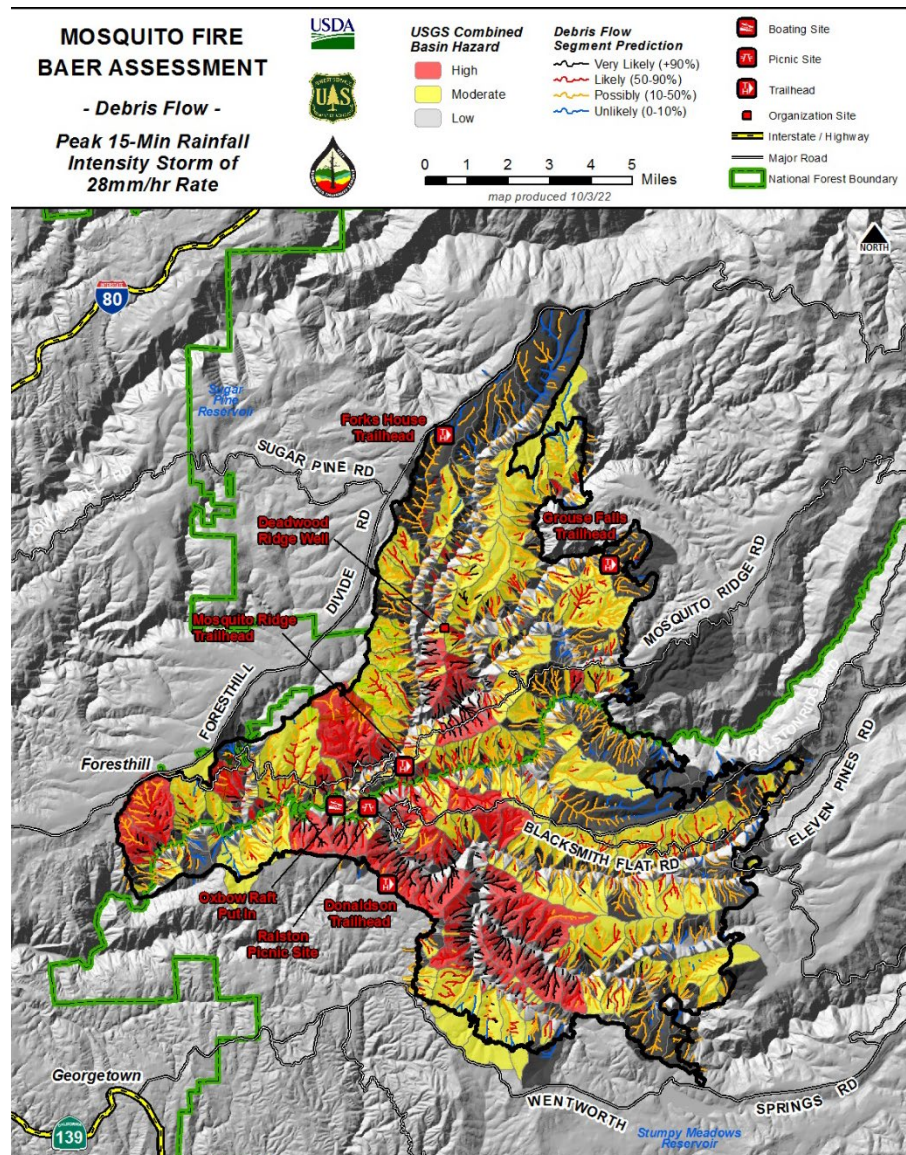 MOSQUITO FIRE
BAER ASSESSMENT
- Debris Flow -
Peak 15-Min Rainfall
Intensity Storm of
28mm/hr Rate
USDA
UAS
USGS Combined
Basin Hazard
High
Moderate
Low
Debris Flow
Segment Prediction
Very Likely (+90%)
Likely (50-90%)
Possibly (10-50%)
Unlikely (0-10%)
0 1 2 3 4 5
Miles
map produced 10/3/22
Boating Site
Picnic Site
Trailhead
Organization Site
Interstate / Highway
Major Road
National Forest Boundary
NORTH
80
Sugar
Pine
Reservoir
Forks House
Trailhead
SUGAR PINE RD
Deadwood
Ridge Well
Grouse Falls
Trailhead
DIVIDE RD
MOSQUITO RIDGE RD
Mosquito Ridge
Trailhead
FORESTHILL
Foresthill
ELEVEN PINES RD
BLACKSMITH FLAT RD
Oxbow Raft
Put In
Donaldson
Trailhead
Ralston
Picnic Site
Georgetown
WENTWORTH
SPRINGS RD
139
Stumpy Meadows
Reservoir